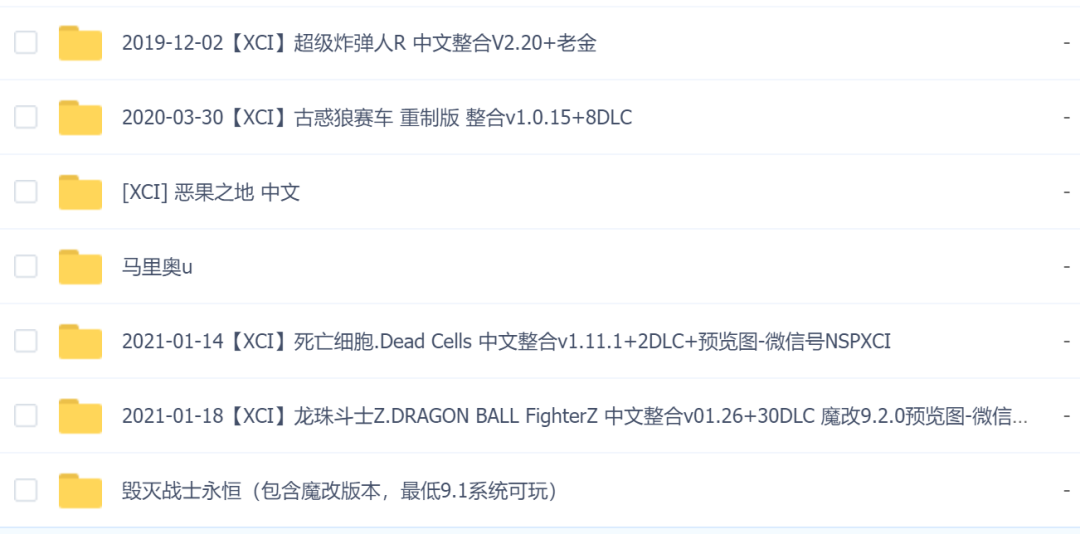 2019-12-02【XCI】超级炸弹人R 中文整合V2.20+老金
-
2020-03-30【XCI】古惑狼赛车 重制版 整合v1.0.15+8DLC
-
[XCI] 恶果之地 中文
-
马里奥u
-
2021-01-14【XCI】死亡细胞.Dead Cells 中文整合v1.11.1+2DLC+预览图-微信号NSPXCI
-
2021-01-18【XCI】龙珠斗士Z.DRAGON BALL FighterZ 中文整合v01.26+30DLC 魔改9.2.0预览图-微信...
-
毁灭战士永恒（包含魔改版本，最低9.1系统可玩）
-